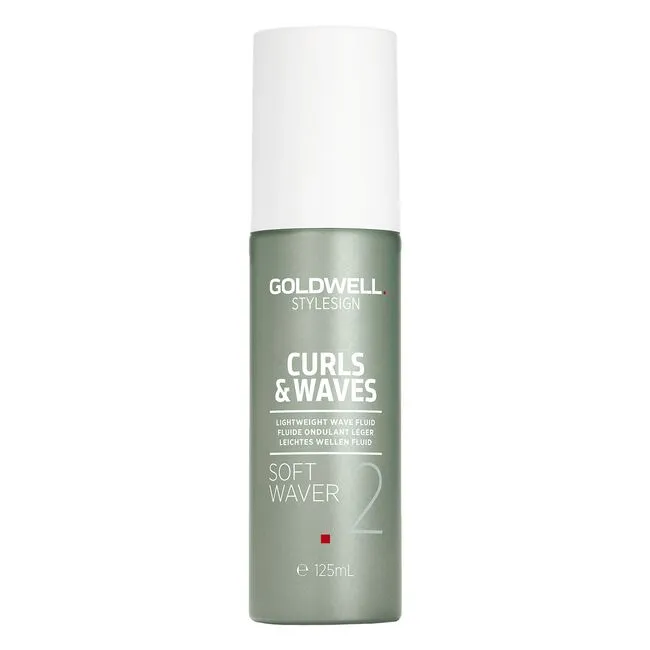 GOLDWELL.
STYLESIGN
CURLS
& WAVES
LIGHTWEIGHT WAVE FLUID
FLUIDE ONDULANT LÉGER
LEICHTES WELLEN FLUID
SOFT
WAVER 2
℮ 125mL